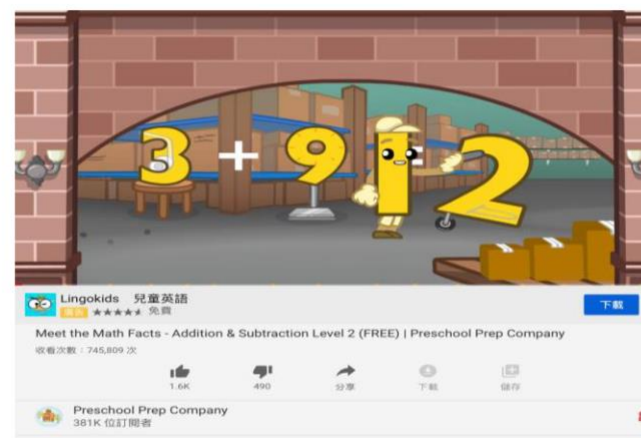 3 + 9 12
Lingokids 兒童英語
廣告 ★★★★★ 免費
下載
Meet the Math Facts - Addition & Subtraction Level 2 (FREE) | Preschool Prep Company
收看次數：745,809 次
1.6K 490 分享 下載 儲存
Preschool Prep Company
381K 位訂閱者